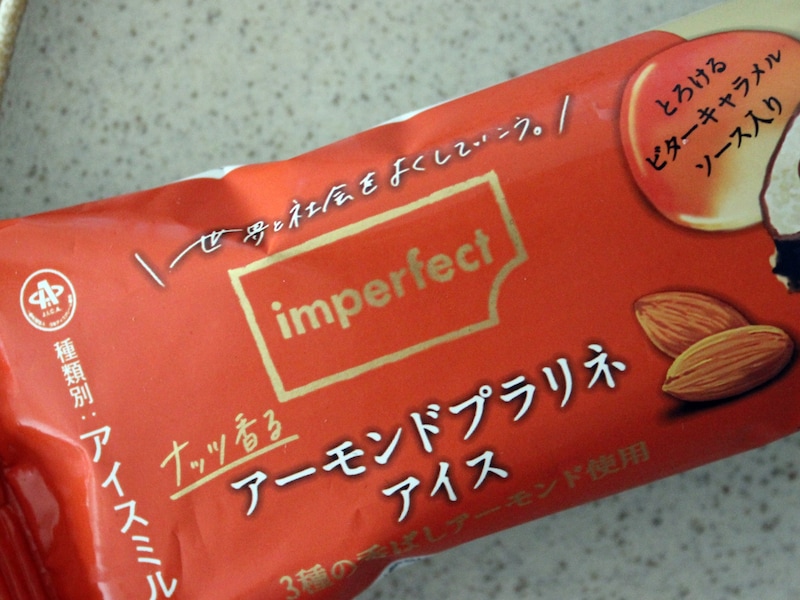 \世界と社会をよくしていこう。/
imperfect
とろける
ビターキャラメル
ソース入り
ナッツ香る
アーモンドプラリネ
アイス
3種の香ばしアーモンド使用
種類別:アイスミル
J.I.C.A.